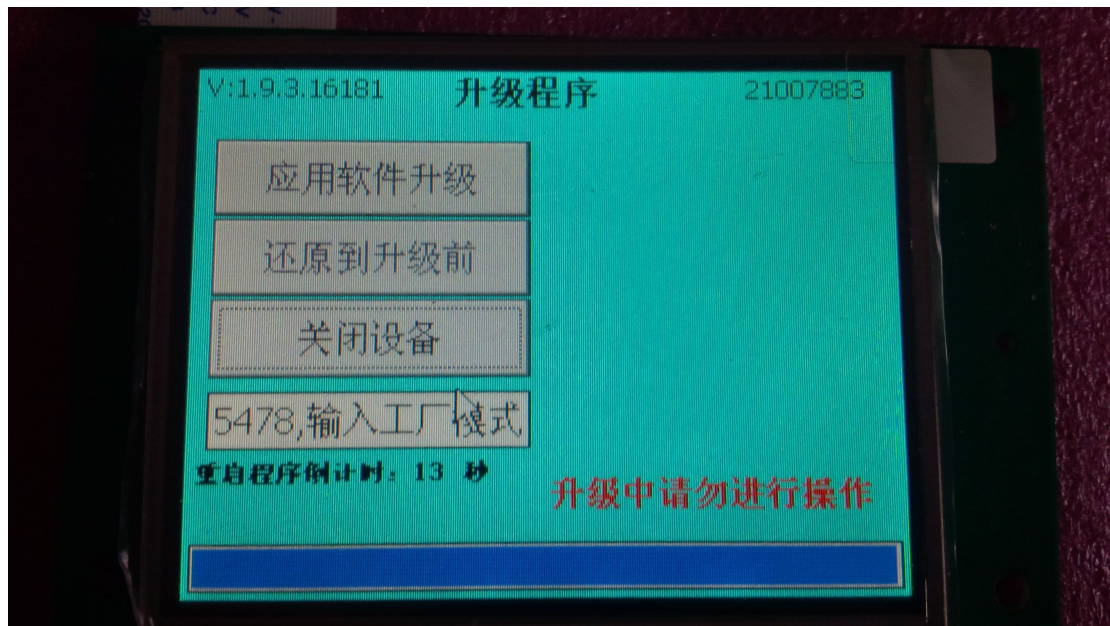 V:1.9.3.16181 升级程序 21007883
应用软件升级
还原到升级前
关闭设备
5478,输入工厂模式
重启程序倒计时：13 秒
升级中请勿进行操作